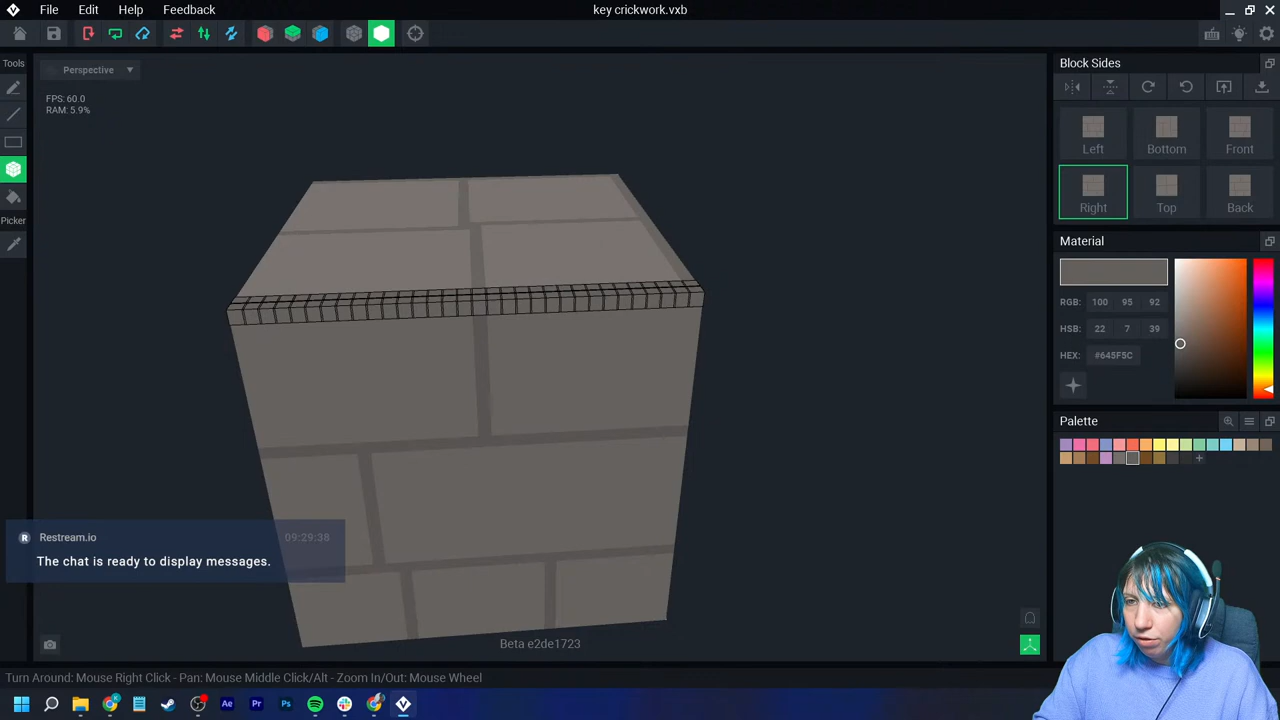 File Edit Help Feedback
key crickwork.vxb
Tools
Perspective
FPS: 60.0
RAM: 5.9%
Picker
Block Sides
Left Bottom Front
Right Top Back
Material
RGB: 100 95 92
HSB: 22 7 39
HEX: #645F5C
Palette
R Restream.io 09:29:38
The chat is ready to display messages.
Beta e2de1723
Turn Around: Mouse Right Click - Pan: Mouse Middle Click/Alt - Zoom In/Out: Mouse Wheel
Ae Pr Ps